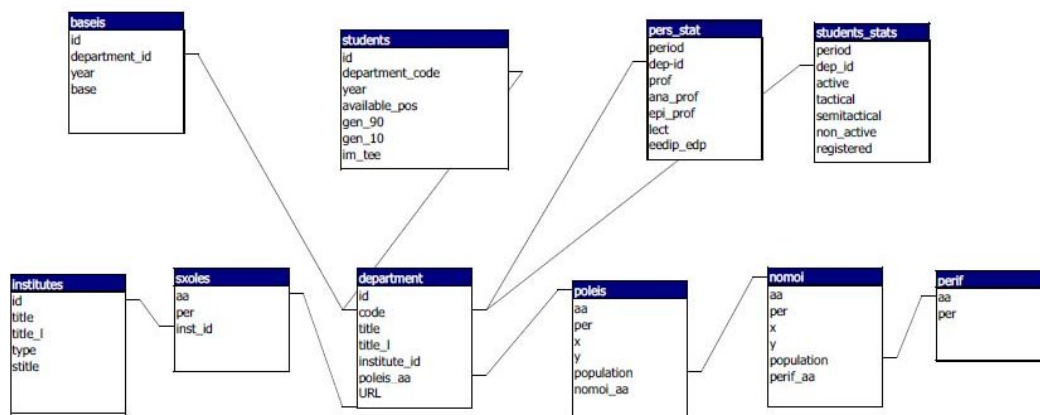 baseis
id
department_id
year
base
students
id
department_code
year
available_pos
gen_90
gen_10
im_tee
pers_stat
period
dep-id
prof
ana_prof
epi_prof
lect
eedip_edp
students_stats
period
dep_id
active
tactical
semitactical
non_active
registered
institutes
id
title
title_l
type
stitle
sxoles
aa
per
inst_id
department
id
code
title
title_l
institute_id
poleis_aa
URL
poleis
aa
per
x
y
population
nomoi_aa
nomoi
aa
per
x
y
population
perif_aa
perif
aa
per